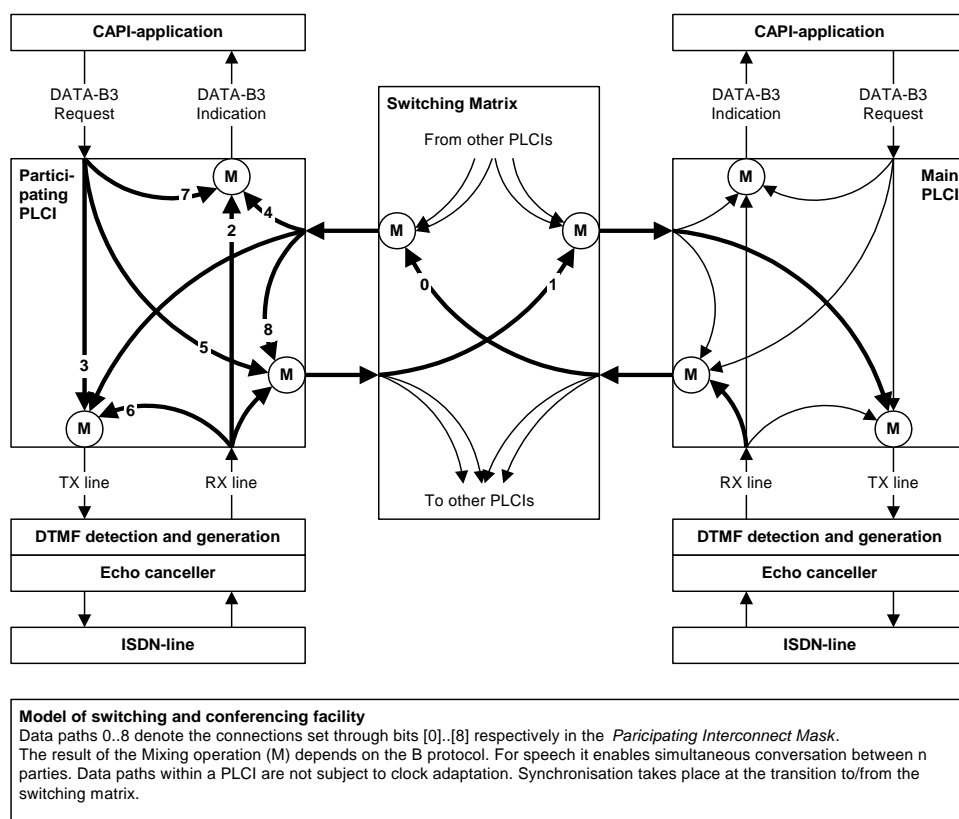 CAPI-application
CAPI-application
DATA-B3
Request
DATA-B3
Indication
Switching Matrix
From other PLCIs
DATA-B3
Indication
DATA-B3
Request
Partici-
pating
PLCI
M
7
4
2
M
M
0
1
M
Main
PLCI
8
5
3
M
6
M
M
M
TX line
RX line
To other PLCIs
RX line
TX line
DTMF detection and generation
Echo canceller
ISDN-line
DTMF detection and generation
Echo canceller
ISDN-line
Model of switching and conferencing facility
Data paths 0..8 denote the connections set through bits [0]..[8] respectively in the Paricipating Interconnect Mask.
The result of the Mixing operation (M) depends on the B protocol. For speech it enables simultaneous conversation between n
parties. Data paths within a PLCI are not subject to clock adaptation. Synchronisation takes place at the transition to/from the
switching matrix.